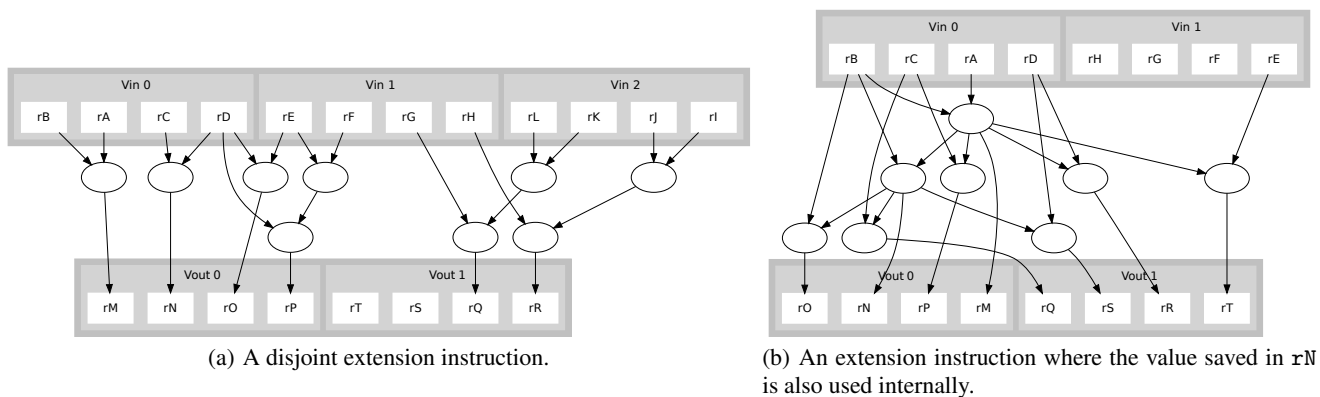 Vin 0 Vin 1 Vin 2
rB rA rC rD rE rF rG rH rL rK rJ rI
Vout 0 Vout 1
rM rN rO rP rT rS rQ rR
(a) A disjoint extension instruction.
Vin 0 Vin 1
rB rC rA rD rH rG rF rE
Vout 0 Vout 1
rO rN rP rM rQ rS rR rT
(b) An extension instruction where the value saved in rN
is also used internally.